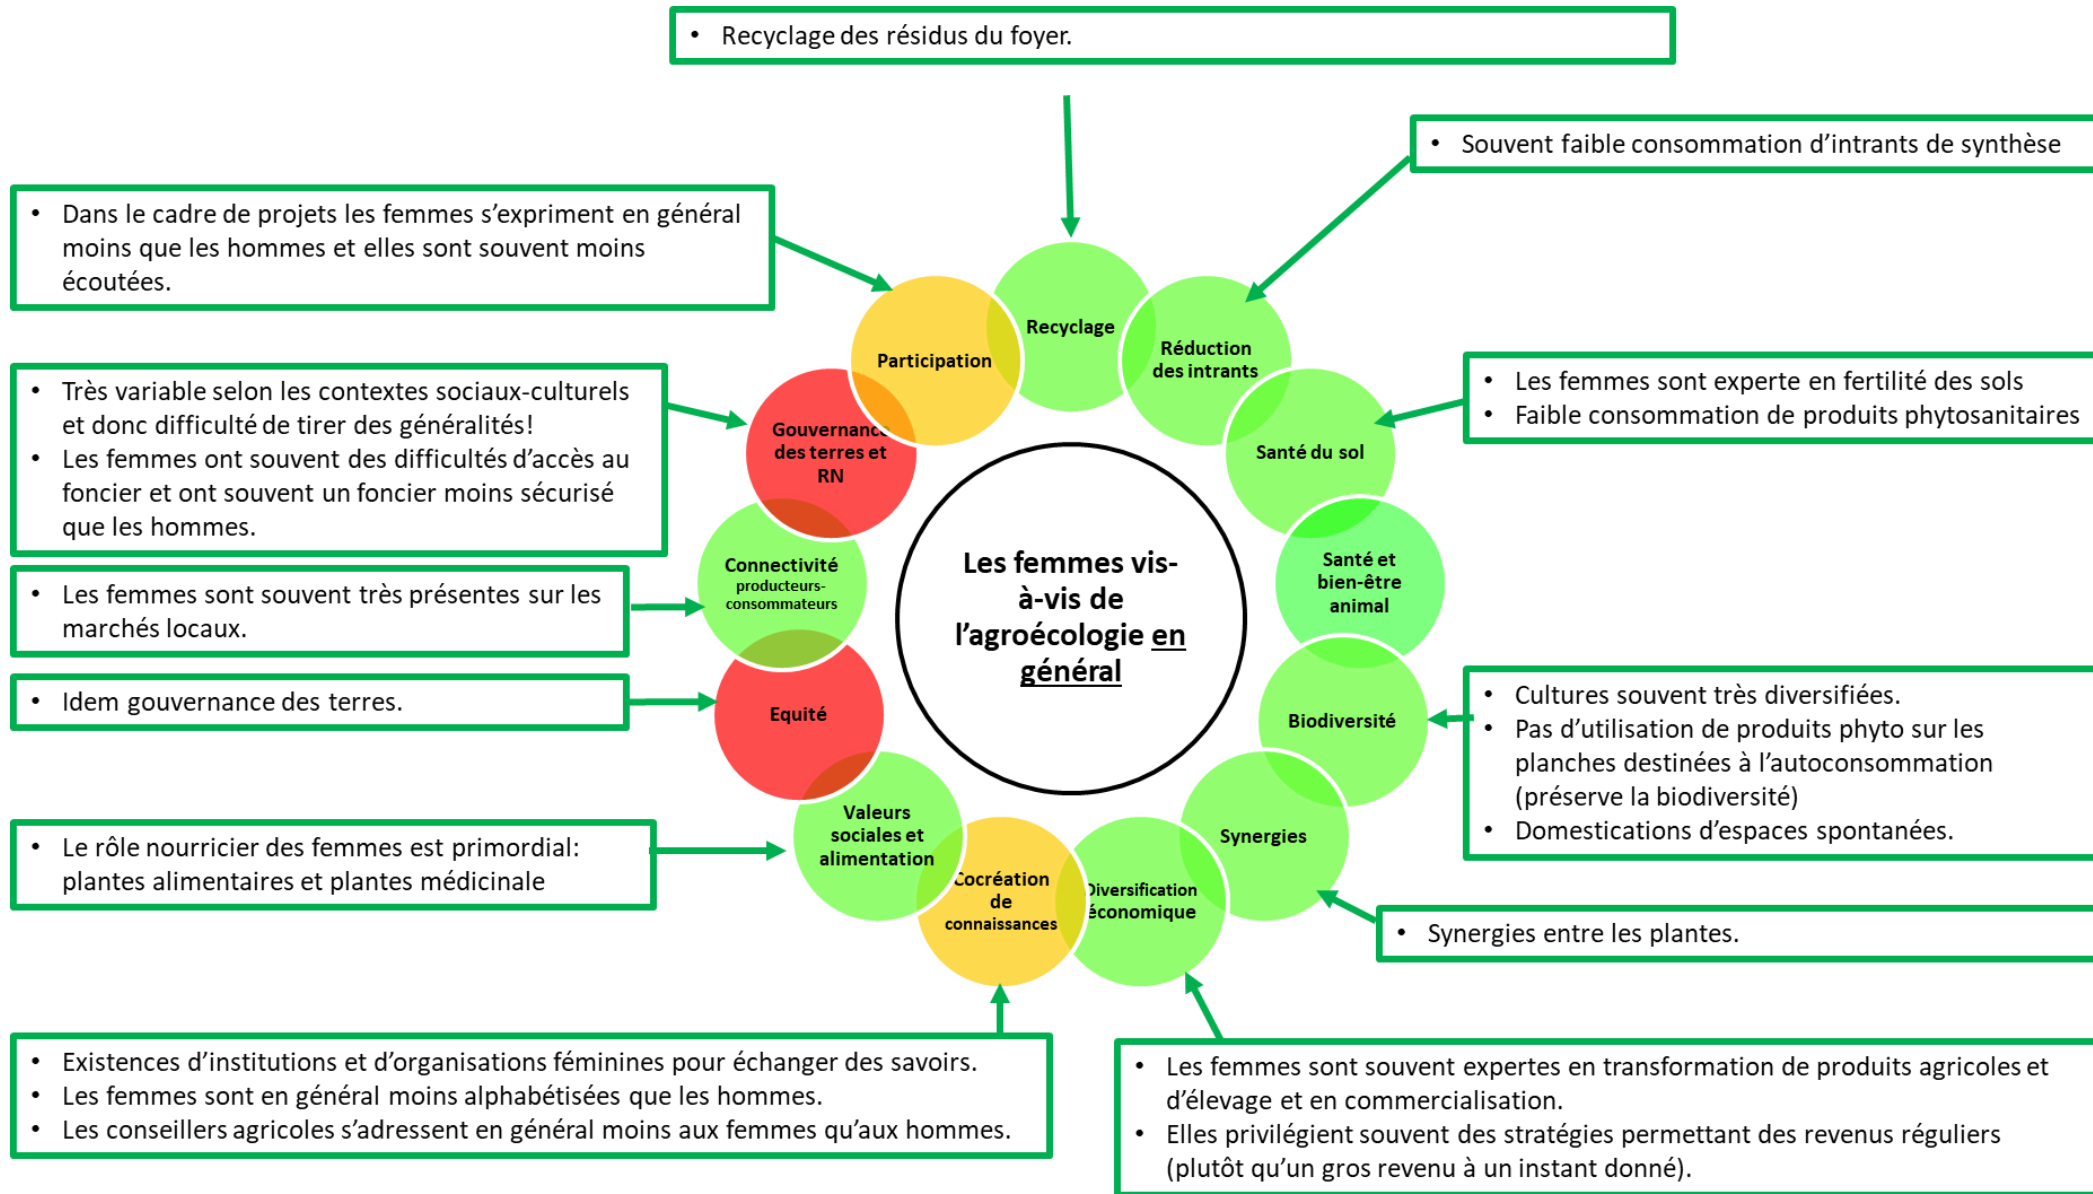 • Recyclage des résidus du foyer.
• Souvent faible consommation d’intrants de synthèse
• Dans le cadre de projets les femmes s’expriment en général
moins que les hommes et elles sont souvent moins
écoutées.
Recyclage
Participation
Réduction
des intrants
• Très variable selon les contextes sociaux-culturels
et donc difficulté de tirer des généralités!
• Les femmes ont souvent des difficultés d’accès au
foncier et ont souvent un foncier moins sécurisé
que les hommes.
• Les femmes sont experte en fertilité des sols
• Faible consommation de produits phytosanitaires
Gouvernance
des terres et
RN
Santé du sol
Connectivité
producteurs-
consommateurs
Les femmes vis-
à-vis de
l’agroécologie en
général
Santé et
bien-être
animal
• Les femmes sont souvent très présentes sur les
marchés locaux.
• Idem gouvernance des terres.
Equité
Biodiversité
• Cultures souvent très diversifiées.
• Pas d’utilisation de produits phyto sur les
planches destinées à l’autoconsommation
(préserve la biodiversité)
• Domestications d’espaces spontanées.
• Le rôle nourricier des femmes est primordial:
plantes alimentaires et plantes médicinale
Valeurs
sociales et
alimentation
Synergies
Cocréation
de
connaissances
Diversification
économique
• Synergies entre les plantes.
• Existences d’institutions et d’organisations féminines pour échanger des savoirs.
• Les femmes sont en général moins alphabétisées que les hommes.
• Les conseillers agricoles s’adressent en général moins aux femmes qu’aux hommes.
• Les femmes sont souvent expertes en transformation de produits agricoles et
d’élevage et en commercialisation.
• Elles privilégient souvent des stratégies permettant des revenus réguliers
(plutôt qu’un gros revenu à un instant donné).